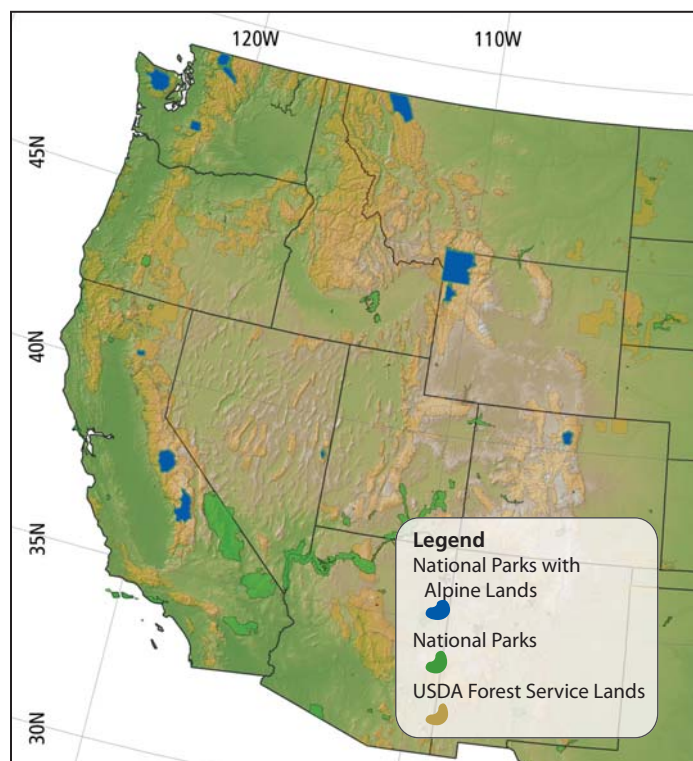 120W
110W
45N
40N
35N
30N
Legend
National Parks with
Alpine Lands
National Parks
USDA Forest Service Lands